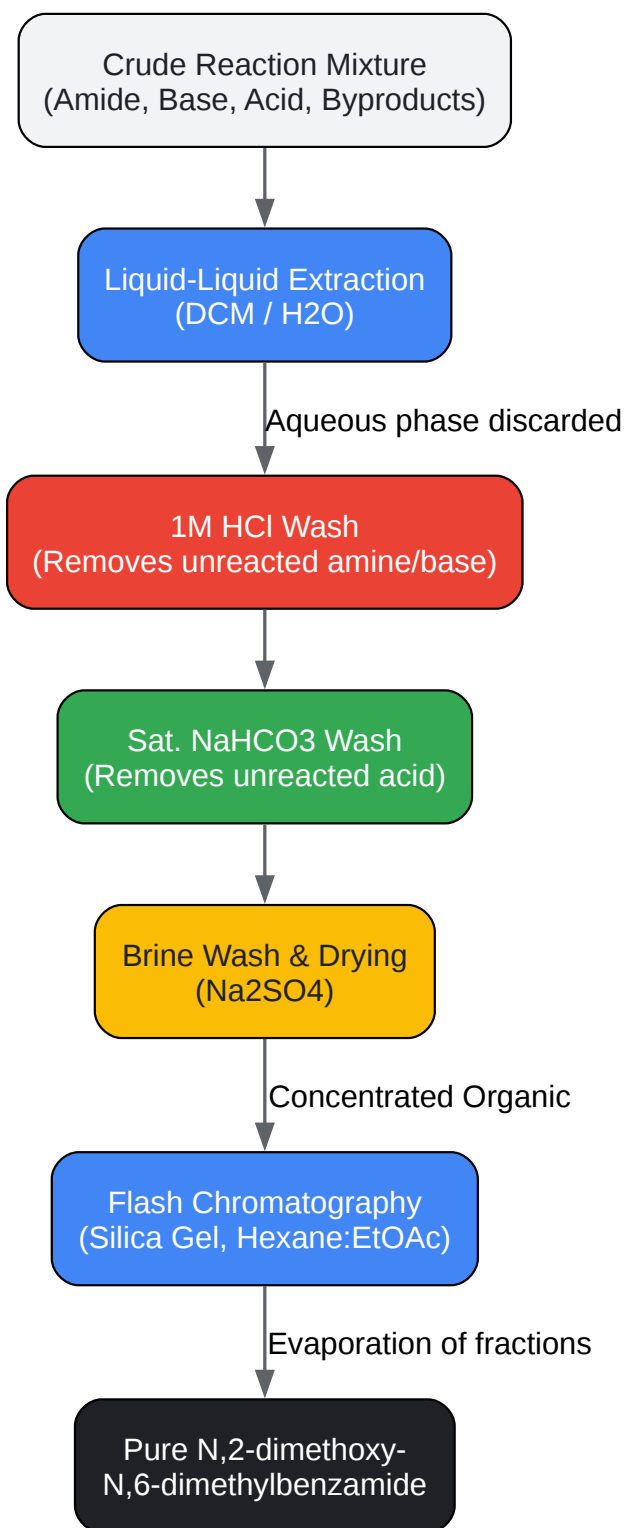 Crude Reaction Mixture
(Amide, Base, Acid, Byproducts)
Liquid-Liquid Extraction
(DCM / H2O)
Aqueous phase discarded
1M HCl Wash
(Removes unreacted amine/base)
Sat. NaHCO3 Wash
(Removes unreacted acid)
Brine Wash & Drying
(Na2SO4)
Concentrated Organic
Flash Chromatography
(Silica Gel, Hexane:EtOAc)
Evaporation of fractions
Pure N,2-dimethoxy-
N,6-dimethylbenzamide